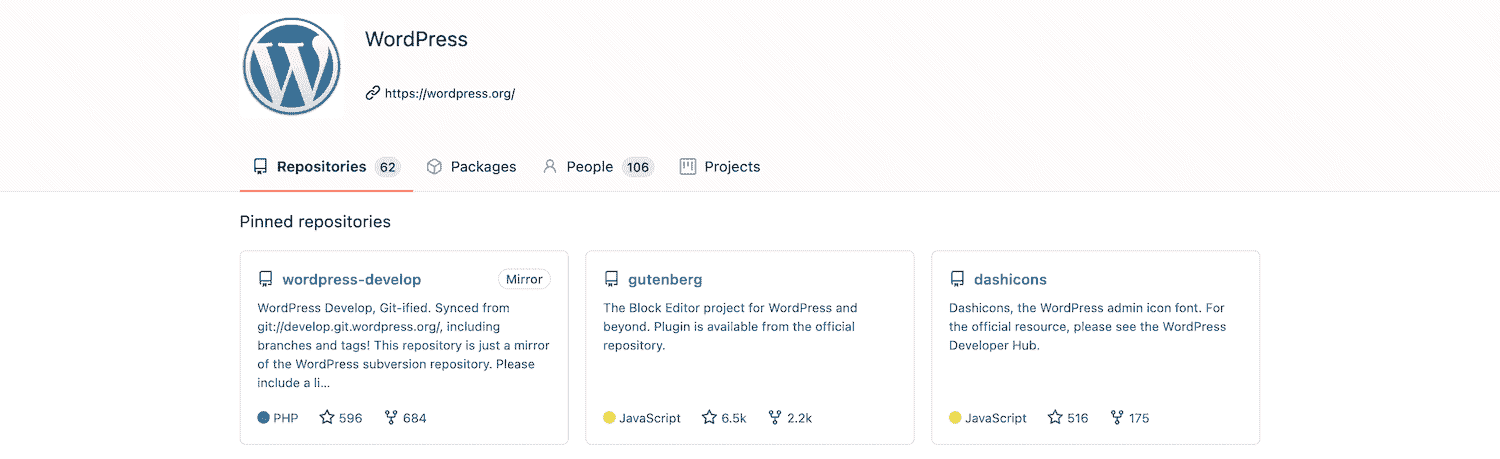 WordPress
https://wordpress.org/
Repositories 62 Packages People 106 Projects
Pinned repositories
wordpress-develop Mirror
WordPress Develop, Git-ified. Synced from
git://develop.git.wordpress.org/, including
branches and tags! This repository is just a mirror
of the WordPress subversion repository. Please
include a li...
PHP 596 684
gutenberg
The Block Editor project for WordPress and
beyond. Plugin is available from the official
repository.
JavaScript 6.5k 2.2k
dashicons
Dashicons, the WordPress admin icon font. For
the official resource, please see the WordPress
Developer Hub.
JavaScript 516 175